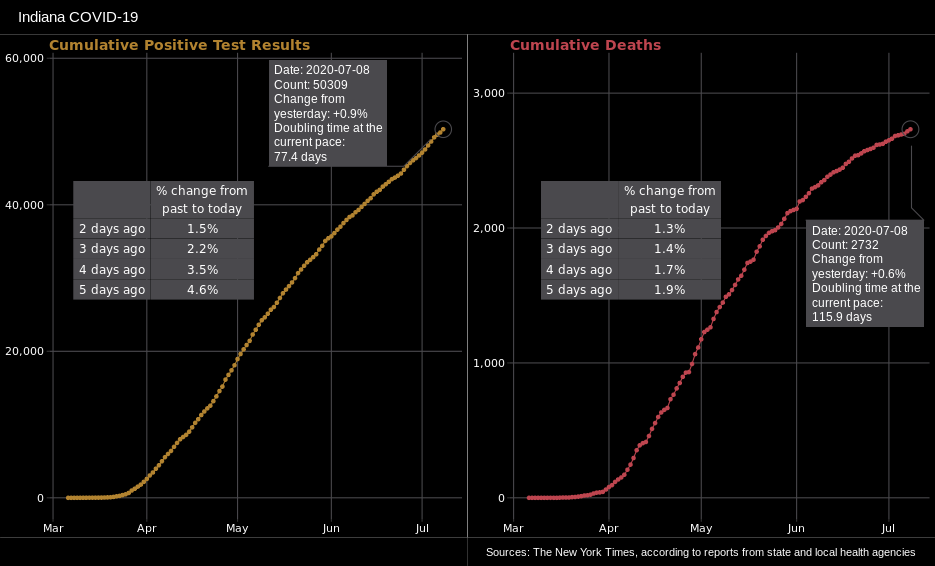 Indiana COVID-19
Cumulative Positive Test Results
60,000
40,000
20,000
0
Mar Apr May Jun Jul
Date: 2020-07-08
Count: 50309
Change from
yesterday: +0.9%
Doubling time at the
current pace:
77.4 days
% change from
past to today
2 days ago 1.5%
3 days ago 2.2%
4 days ago 3.5%
5 days ago 4.6%
Cumulative Deaths
3,000
2,000
1,000
0
Mar Apr May Jun Jul
% change from
past to today
2 days ago 1.3%
3 days ago 1.4%
4 days ago 1.7%
5 days ago 1.9%
Date: 2020-07-08
Count: 2732
Change from
yesterday: +0.6%
Doubling time at the
current pace:
115.9 days
Sources: The New York Times, according to reports from state and local health agencies